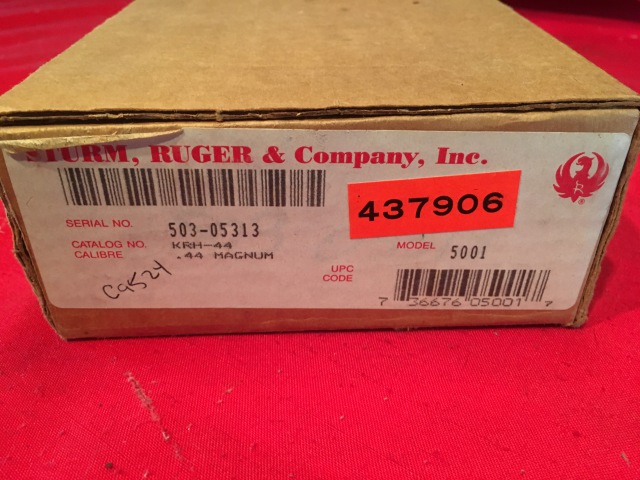 STURM, RUGER & Company, Inc.
SERIAL NO. 503-05313
437906
CATALOG NO. KRH-44
MODEL 5001
CALIBRE .44 MAGNUM
UPC CODE
7 36676 05001 7